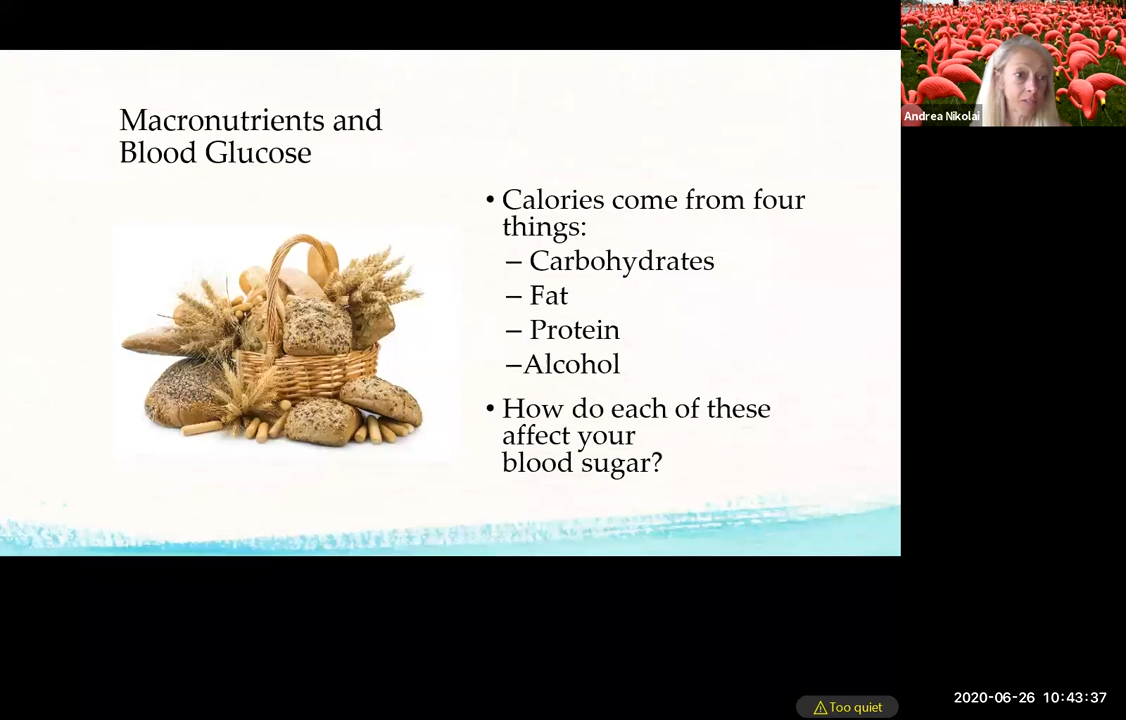 Macronutrients and
Blood Glucose
• Calories come from four
things:
– Carbohydrates
– Fat
– Protein
–Alcohol
• How do each of these
affect your
blood sugar?
Andrea Nikolai
Too quiet
2020-06-26 10:43:37